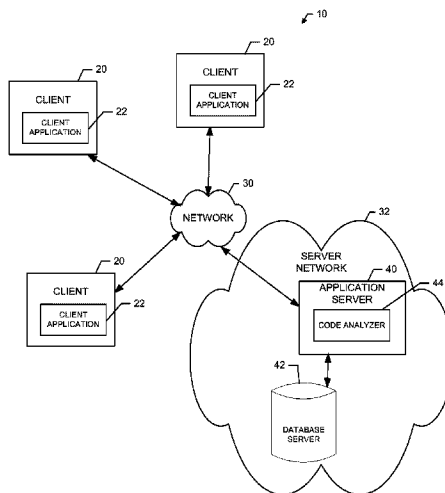 10
20
CLIENT
CLIENT
APPLICATION
22
20
CLIENT
CLIENT
APPLICATION
22
30
NETWORK
32
SERVER
NETWORK
20
CLIENT
CLIENT
APPLICATION
22
40
APPLICATION
SERVER
44
CODE ANALYZER
42
DATABASE
SERVER